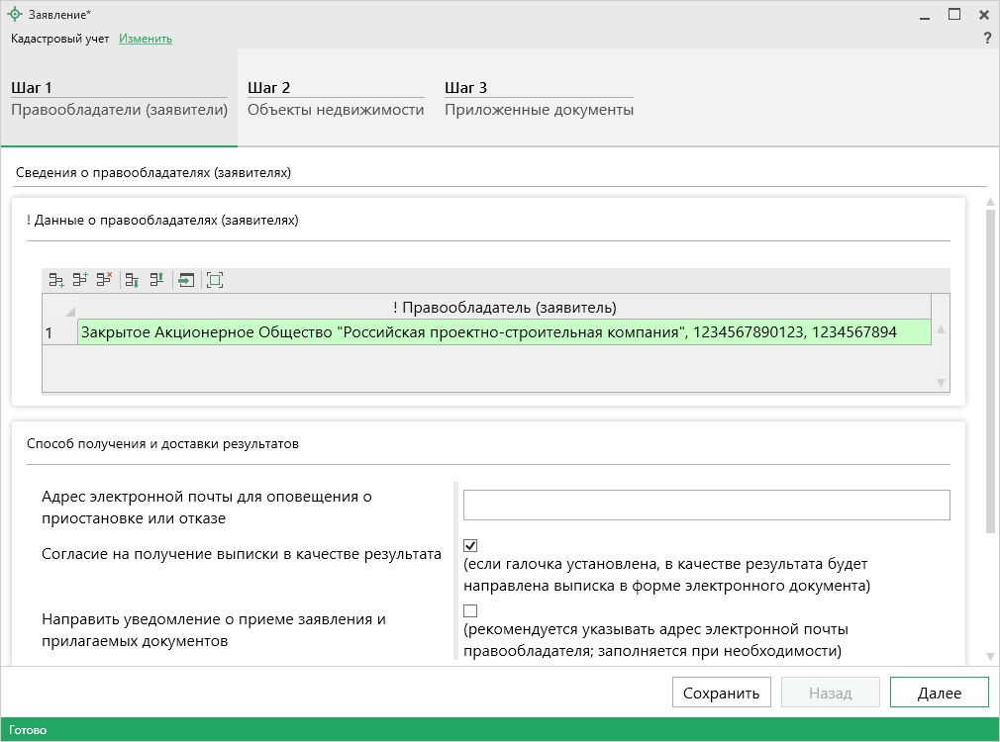 Заявление*
Кадастровый учет Изменить
?
Шаг 1
Правообладатели (заявители)
Шаг 2
Объекты недвижимости
Шаг 3
Приложенные документы
Сведения о правообладателях (заявителях)
! Данные о правообладателях (заявителях)
! Правообладатель (заявитель)
1 Закрытое Акционерное Общество "Российская проектно-строительная компания", 1234567890123, 1234567894
Способ получения и доставки результатов
Адрес электронной почты для оповещения о
приостановке или отказе
Согласие на получение выписки в качестве результата
(если галочка установлена, в качестве результата будет
направлена выписка в форме электронного документа)
Направить уведомление о приеме заявления и
прилагаемых документов
(рекомендуется указывать адрес электронной почты
правообладателя; заполняется при необходимости)
Сохранить
Назад
Далее
Готово